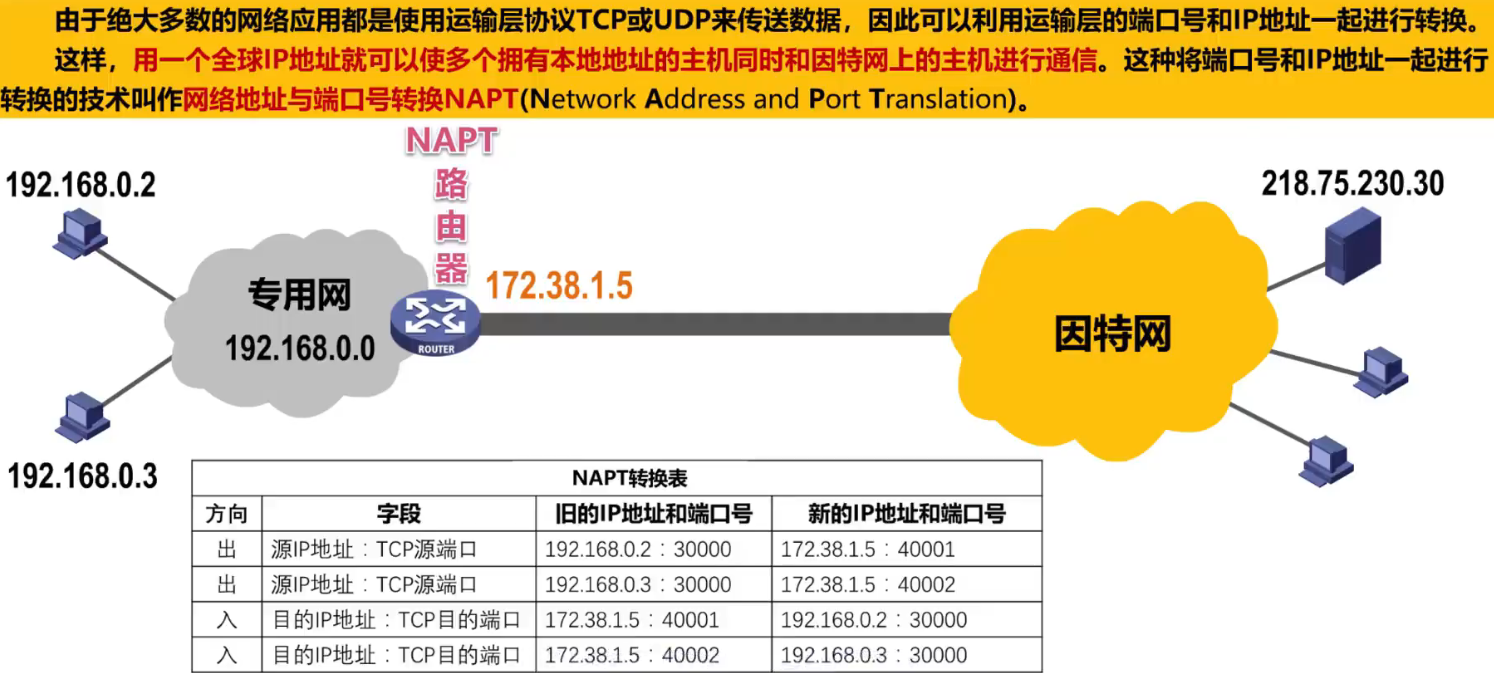 由于绝大多数的网络应用都是使用运输层协议TCP或UDP来传送数据，因此可以利用运输层的端口号和IP地址一起进行转换。
这样，用一个全球IP地址就可以使多个拥有本地地址的主机同时和因特网上的主机进行通信。这种将端口号和IP地址一起进行
转换的技术叫作网络地址与端口号转换NAPT(Network Address and Port Translation)。
NAPT
路
由
器
192.168.0.2
218.75.230.30
172.38.1.5
专用网
192.168.0.0
ROUTER
因特网
192.168.0.3
NAPT转换表
方向 字段 旧的IP地址和端口号 新的IP地址和端口号
出 源IP地址：TCP源端口 192.168.0.2：30000 172.38.1.5：40001
出 源IP地址：TCP源端口 192.168.0.3：30000 172.38.1.5：40002
入 目的IP地址：TCP目的端口 172.38.1.5：40001 192.168.0.2：30000
入 目的IP地址：TCP目的端口 172.38.1.5：40002 192.168.0.3：30000